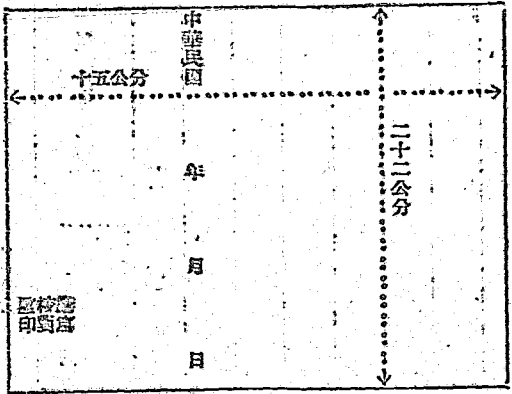 二十二公分
中華民國
年
月
日
十五公分